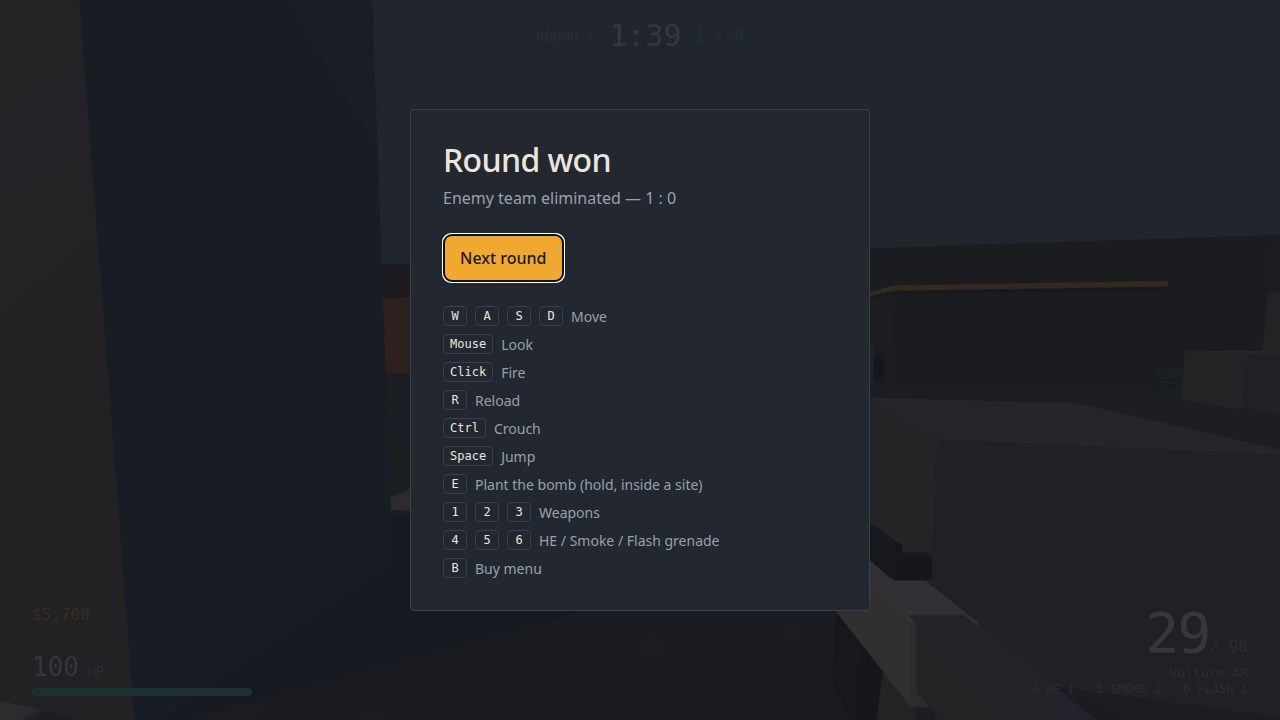 ROUND 1 1:39 1 : 0
Round won
Enemy team eliminated — 1 : 0
Next round
W A S D Move
Mouse Look
Click Fire
R Reload
Ctrl Crouch
Space Jump
E Plant the bomb (hold, inside a site)
1 2 3 Weapons
4 5 6 HE / Smoke / Flash grenade
B Buy menu
$5,700
100 HP
29 / 90
Vulture AR
4 HE 1 · 5 SMOKE 1 · 6 FLASH 1